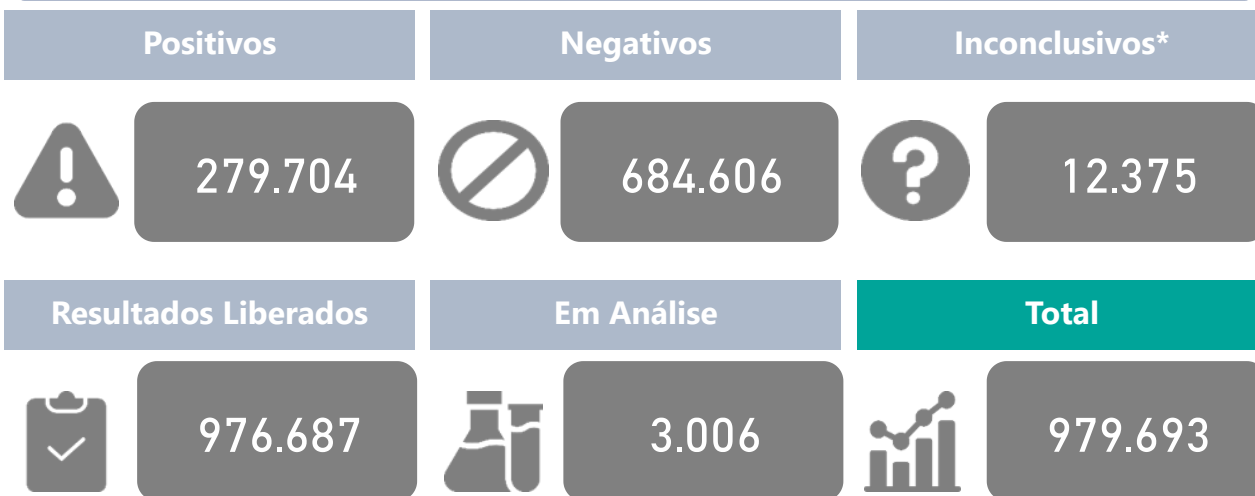 Positivos
Negativos
Inconclusivos*
279.704
684.606
12.375
Resultados Liberados
Em Análise
Total
976.687
3.006
979.693